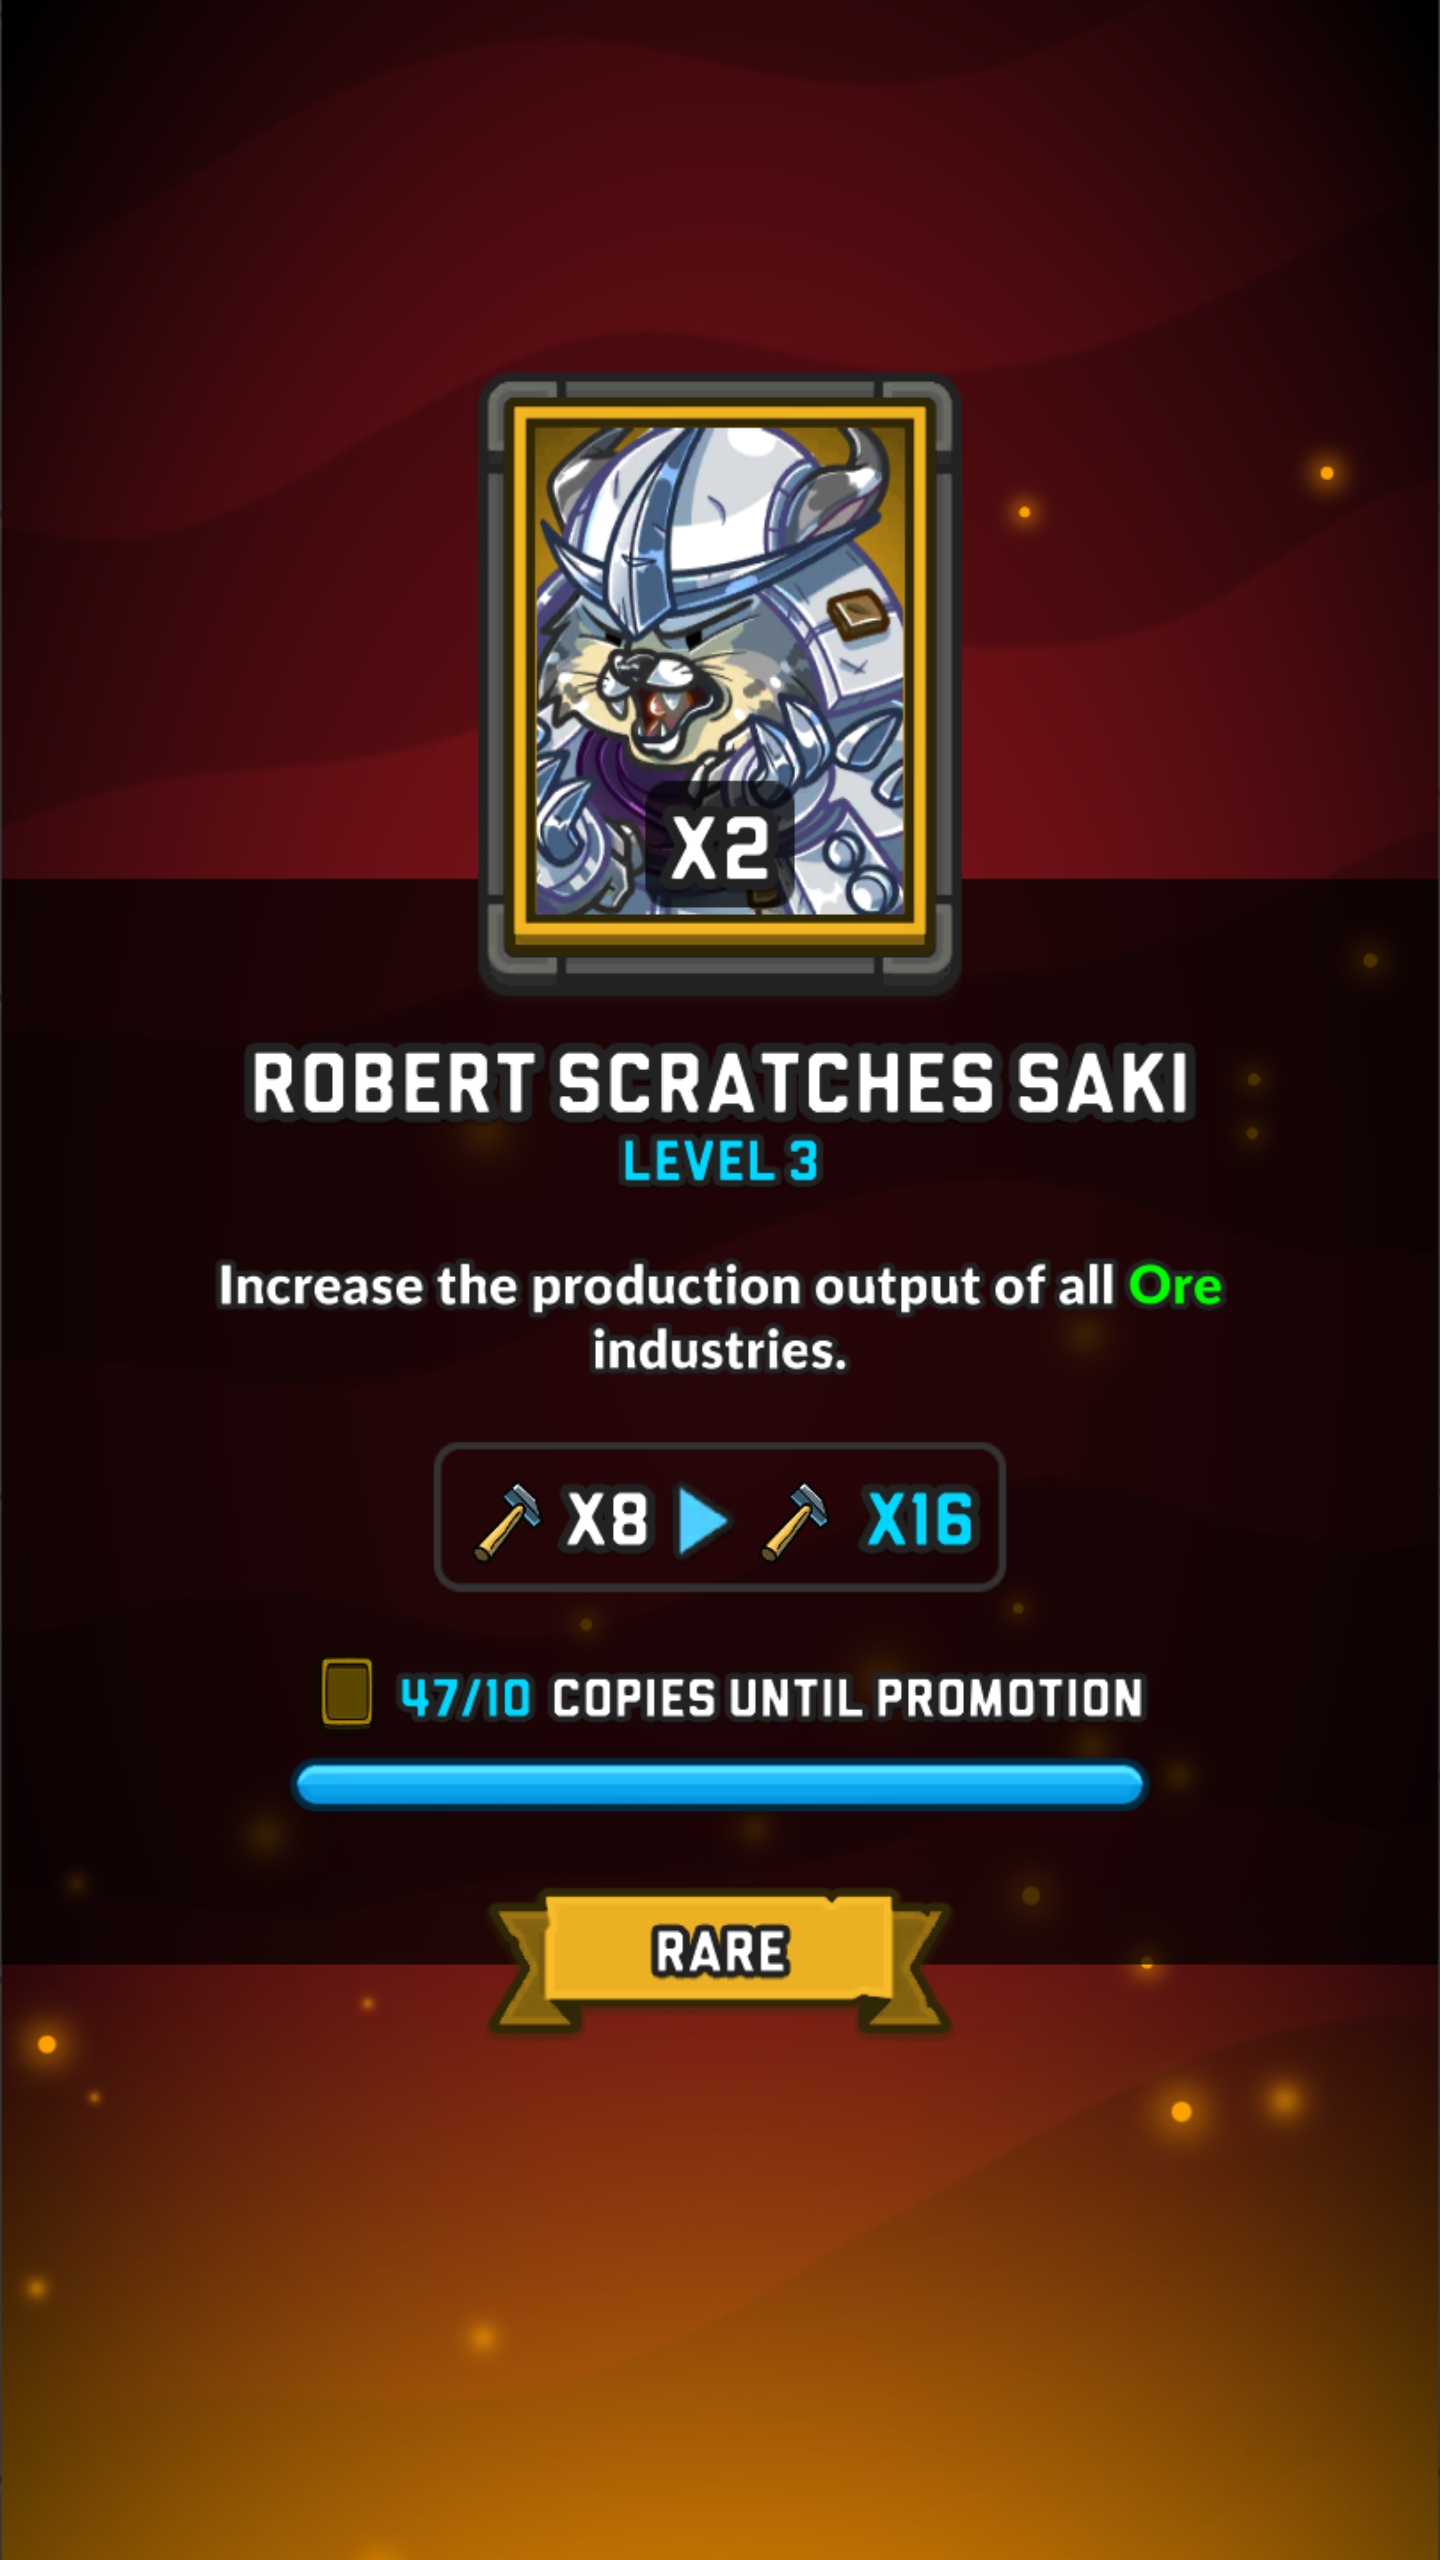 X2
ROBERT SCRATCHES SAKI
LEVEL 3
Increase the production output of all Ore
industries.
X8 X16
47/10 COPIES UNTIL PROMOTION
RARE